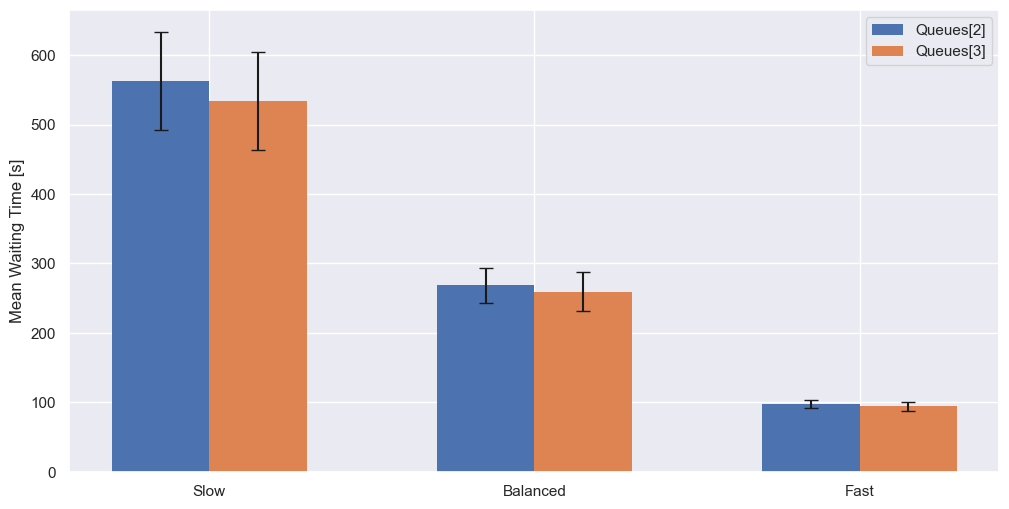 Queues[2]
Queues[3]
Mean Waiting Time [s]
600
500
400
300
200
100
0
Slow
Balanced
Fast